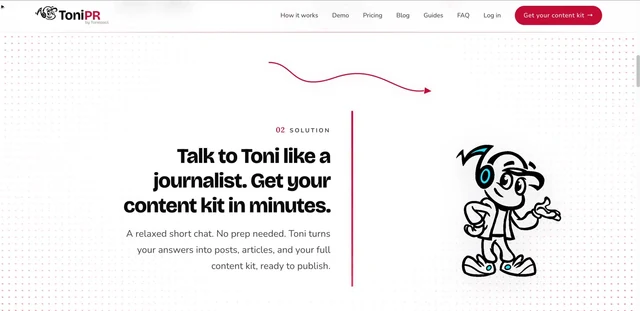 ToniPR
How it works
Demo
Pricing
Blog
Guides
FAQ
Log in
Get your content kit →
02 SOLUTION
Talk to Toni like a
journalist. Get your
content kit in minutes.
A relaxed short chat. No prep needed. Toni turns
your answers into posts, articles, and your full
content kit, ready to publish.